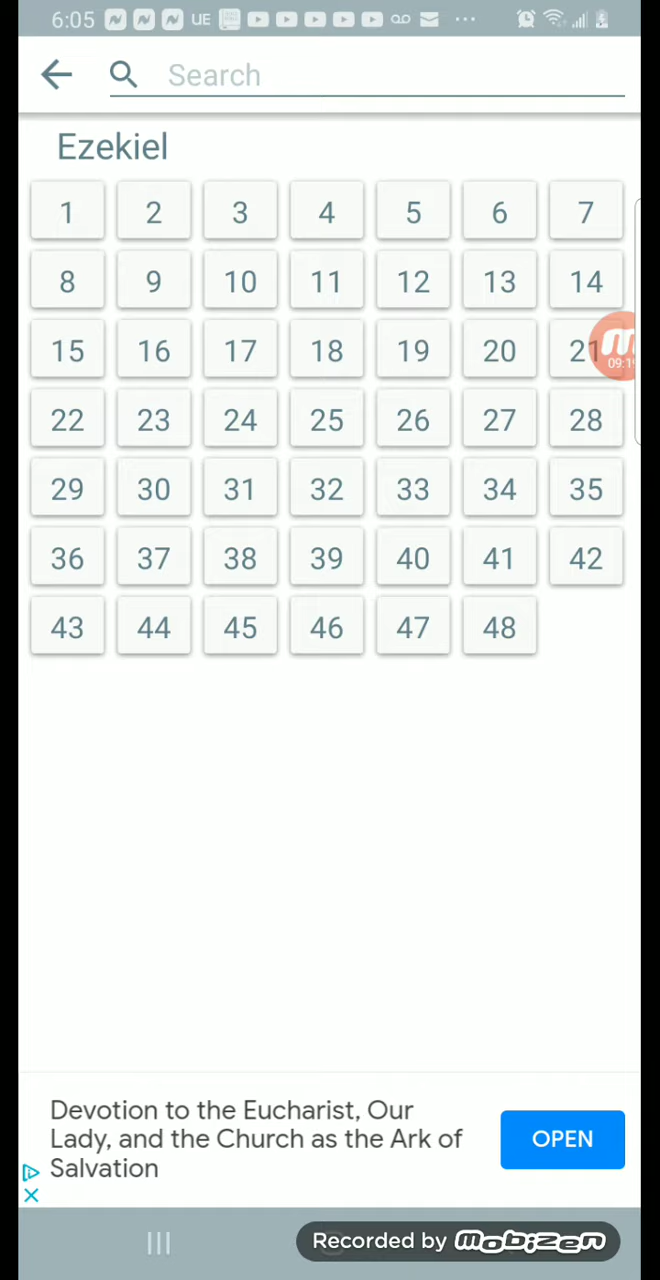 6:05 UE
Search
Ezekiel
1 2 3 4 5 6 7
8 9 10 11 12 13 14
15 16 17 18 19 20 21
22 23 24 25 26 27 28
29 30 31 32 33 34 35
36 37 38 39 40 41 42
43 44 45 46 47 48
Devotion to the Eucharist, Our
Lady, and the Church as the Ark of
Salvation
OPEN
Recorded by mobizen